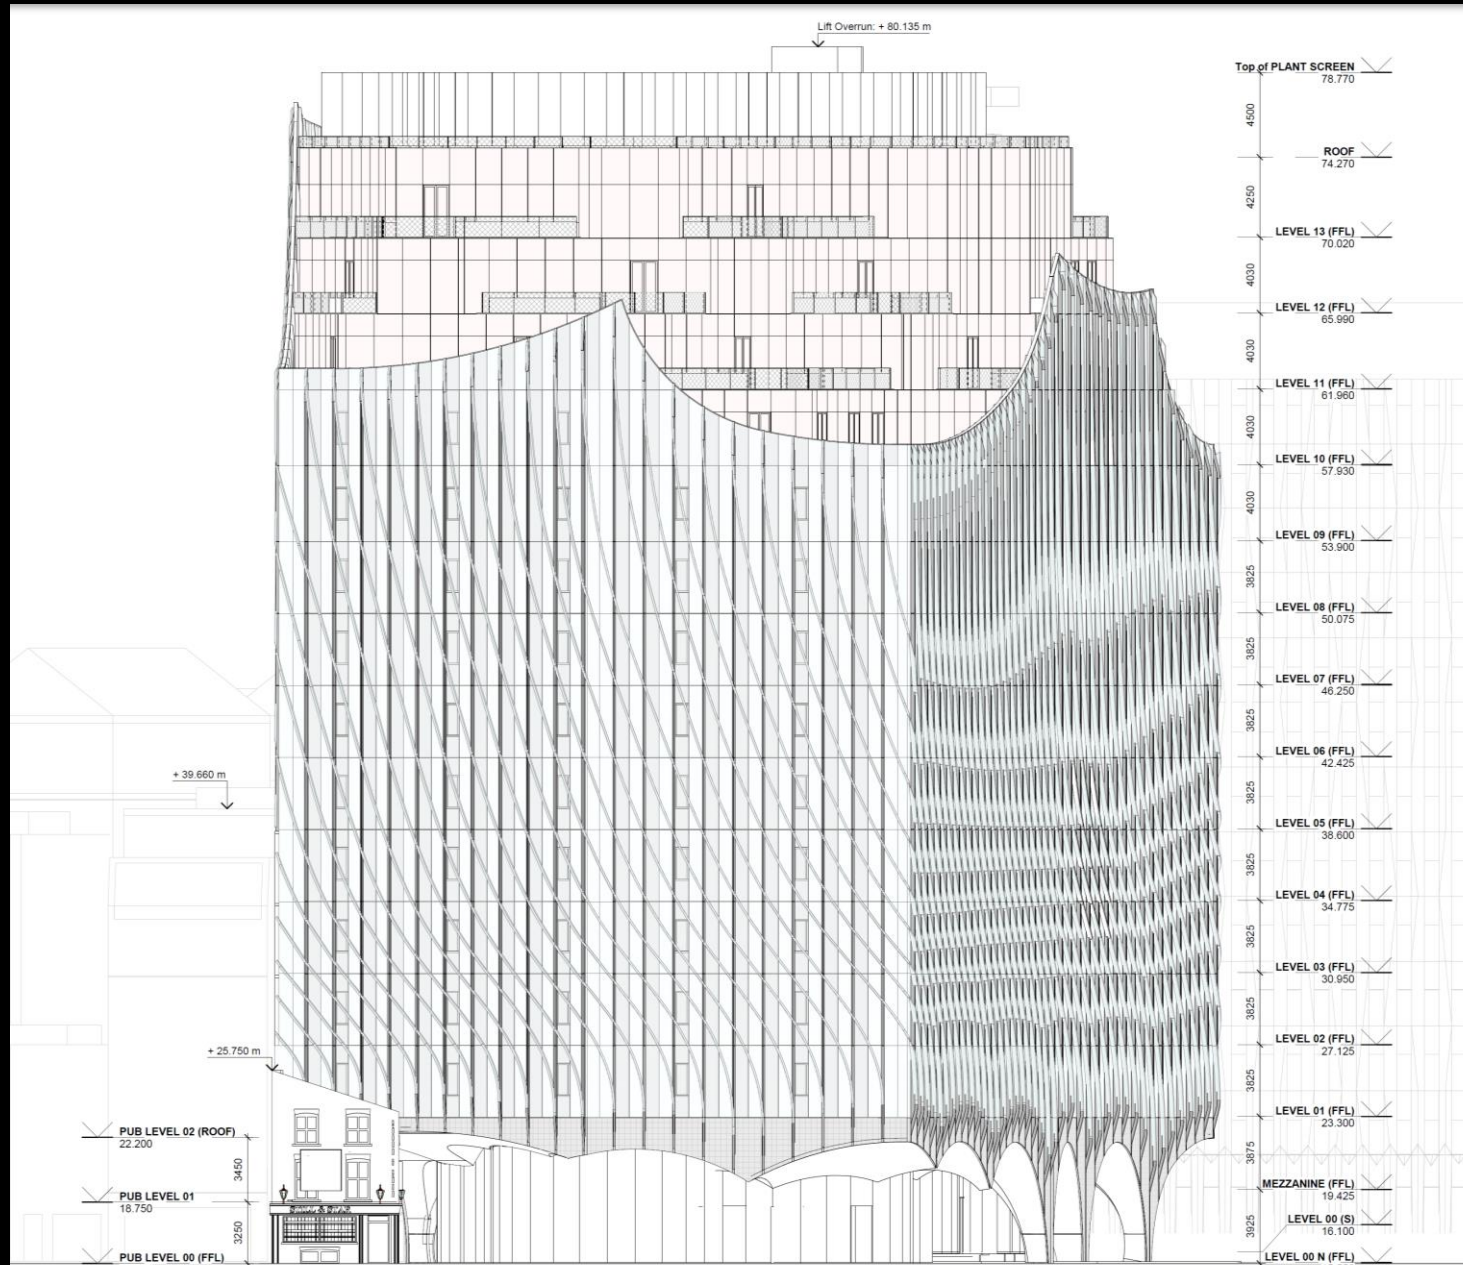 Lift Overrun: + 80.135 m
Top of PLANT SCREEN
78.770
4500
ROOF
74.270
4250
LEVEL 13 (FFL)
70.020
4030
LEVEL 12 (FFL)
65.990
4030
LEVEL 11 (FFL)
61.960
4030
LEVEL 10 (FFL)
57.930
4030
LEVEL 09 (FFL)
53.900
3825
LEVEL 08 (FFL)
50.075
3825
LEVEL 07 (FFL)
46.250
3825
LEVEL 06 (FFL)
42.425
3825
LEVEL 05 (FFL)
38.600
3825
LEVEL 04 (FFL)
34.775
3825
LEVEL 03 (FFL)
30.950
3825
LEVEL 02 (FFL)
27.125
3825
LEVEL 01 (FFL)
23.300
3875
MEZZANINE (FFL)
19.425
LEVEL 00 (S)
16.100
3925
LEVEL 00 N (FFL)
+ 39.660 m
+ 25.750 m
PUB LEVEL 02 (ROOF)
22.200
3450
PUB LEVEL 01
18.750
3250
PUB LEVEL 00 (FFL)
STILL & STAR